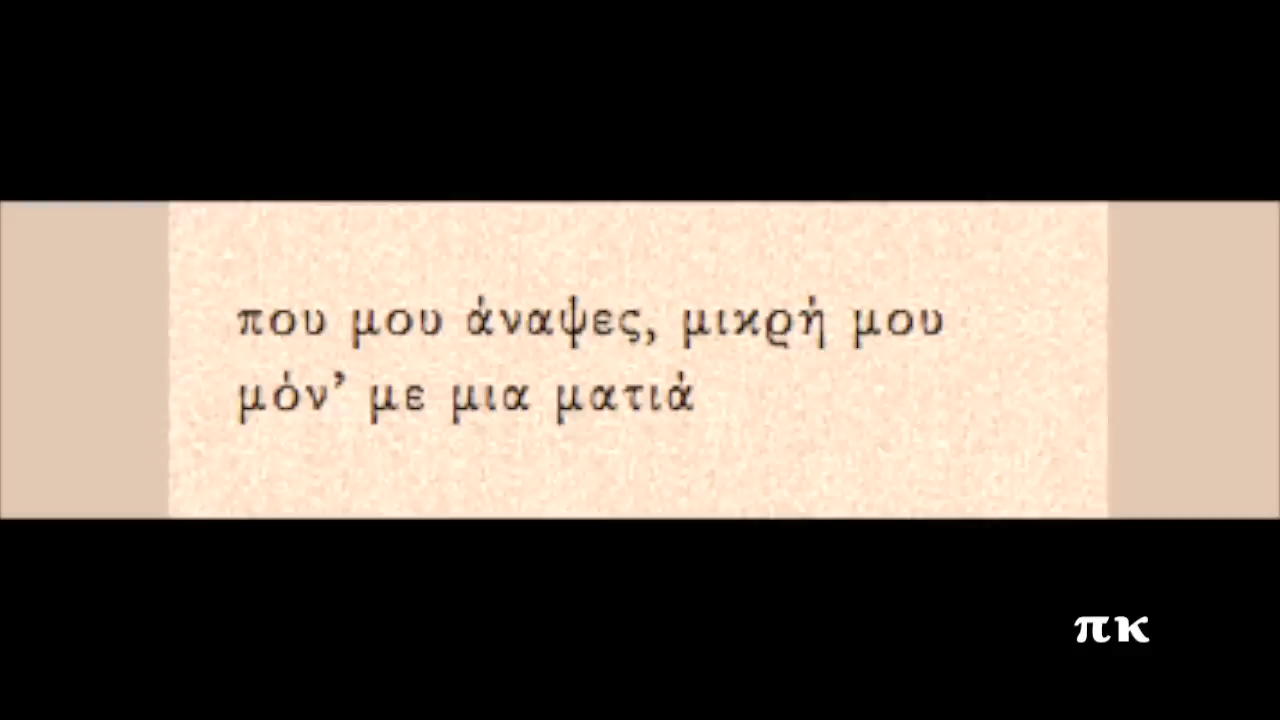 που μου άναψες, μικρή μου
μόν’ με μια ματιά
πκ